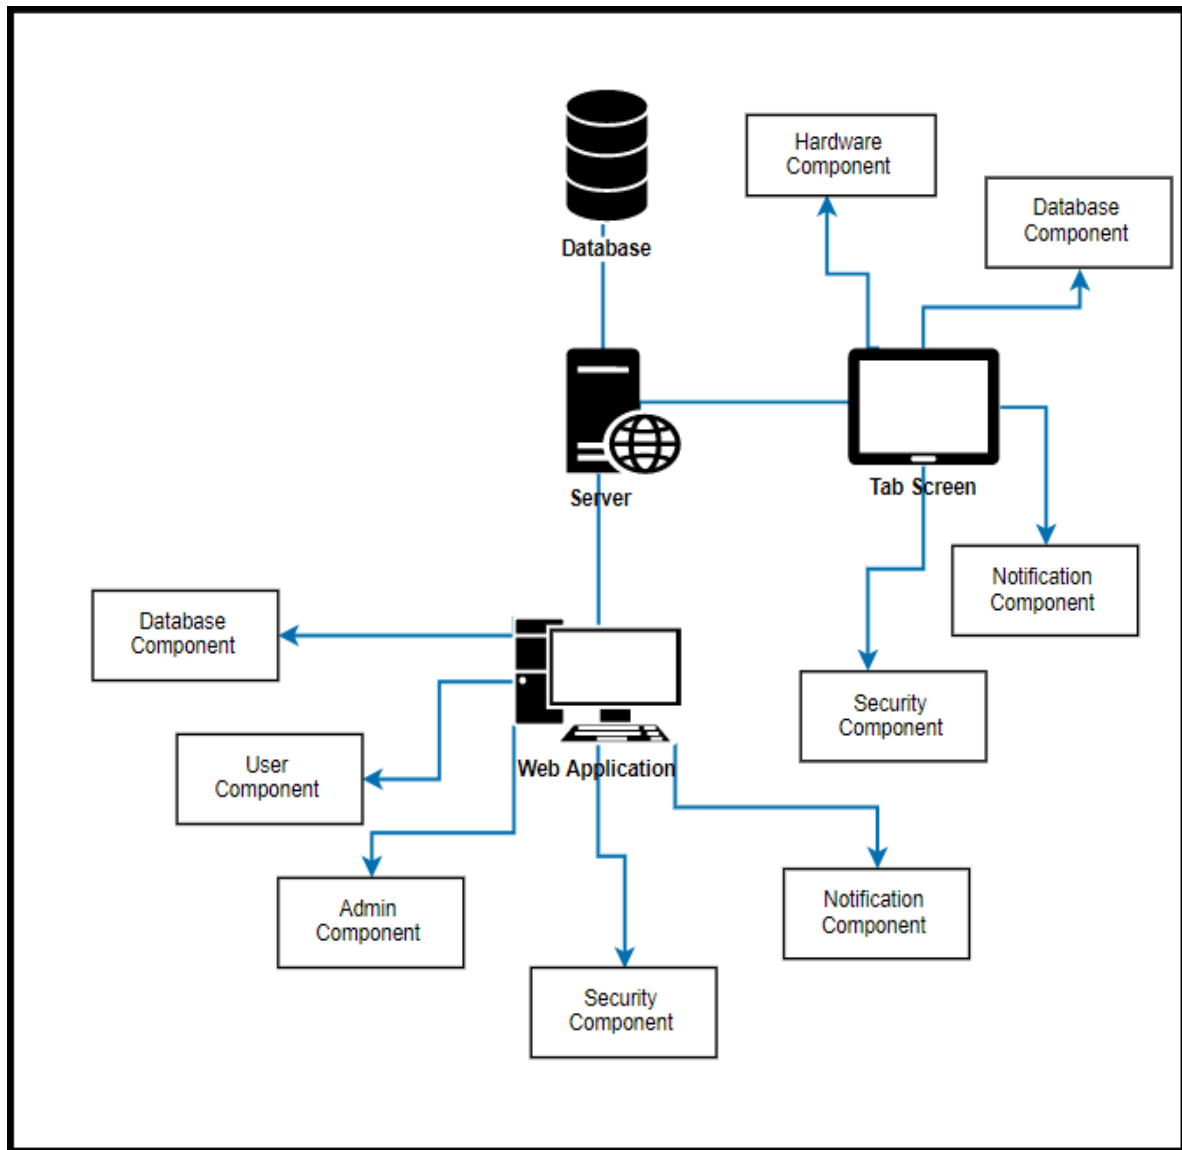 Hardware
Component
Database
Component
Database
Server
Tab Screen
Notification
Component
Database
Component
Security
Component
User
Component
Web Application
Admin
Component
Notification
Component
Security
Component